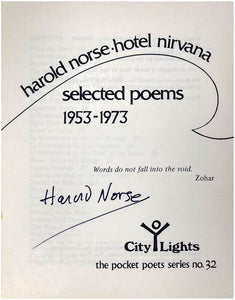 harold norse·hotel nirvana
selected poems
1953-1973
Words do not fall into the void.
Zohar
Harold Norse
City Lights
the pocket poets series no. 32